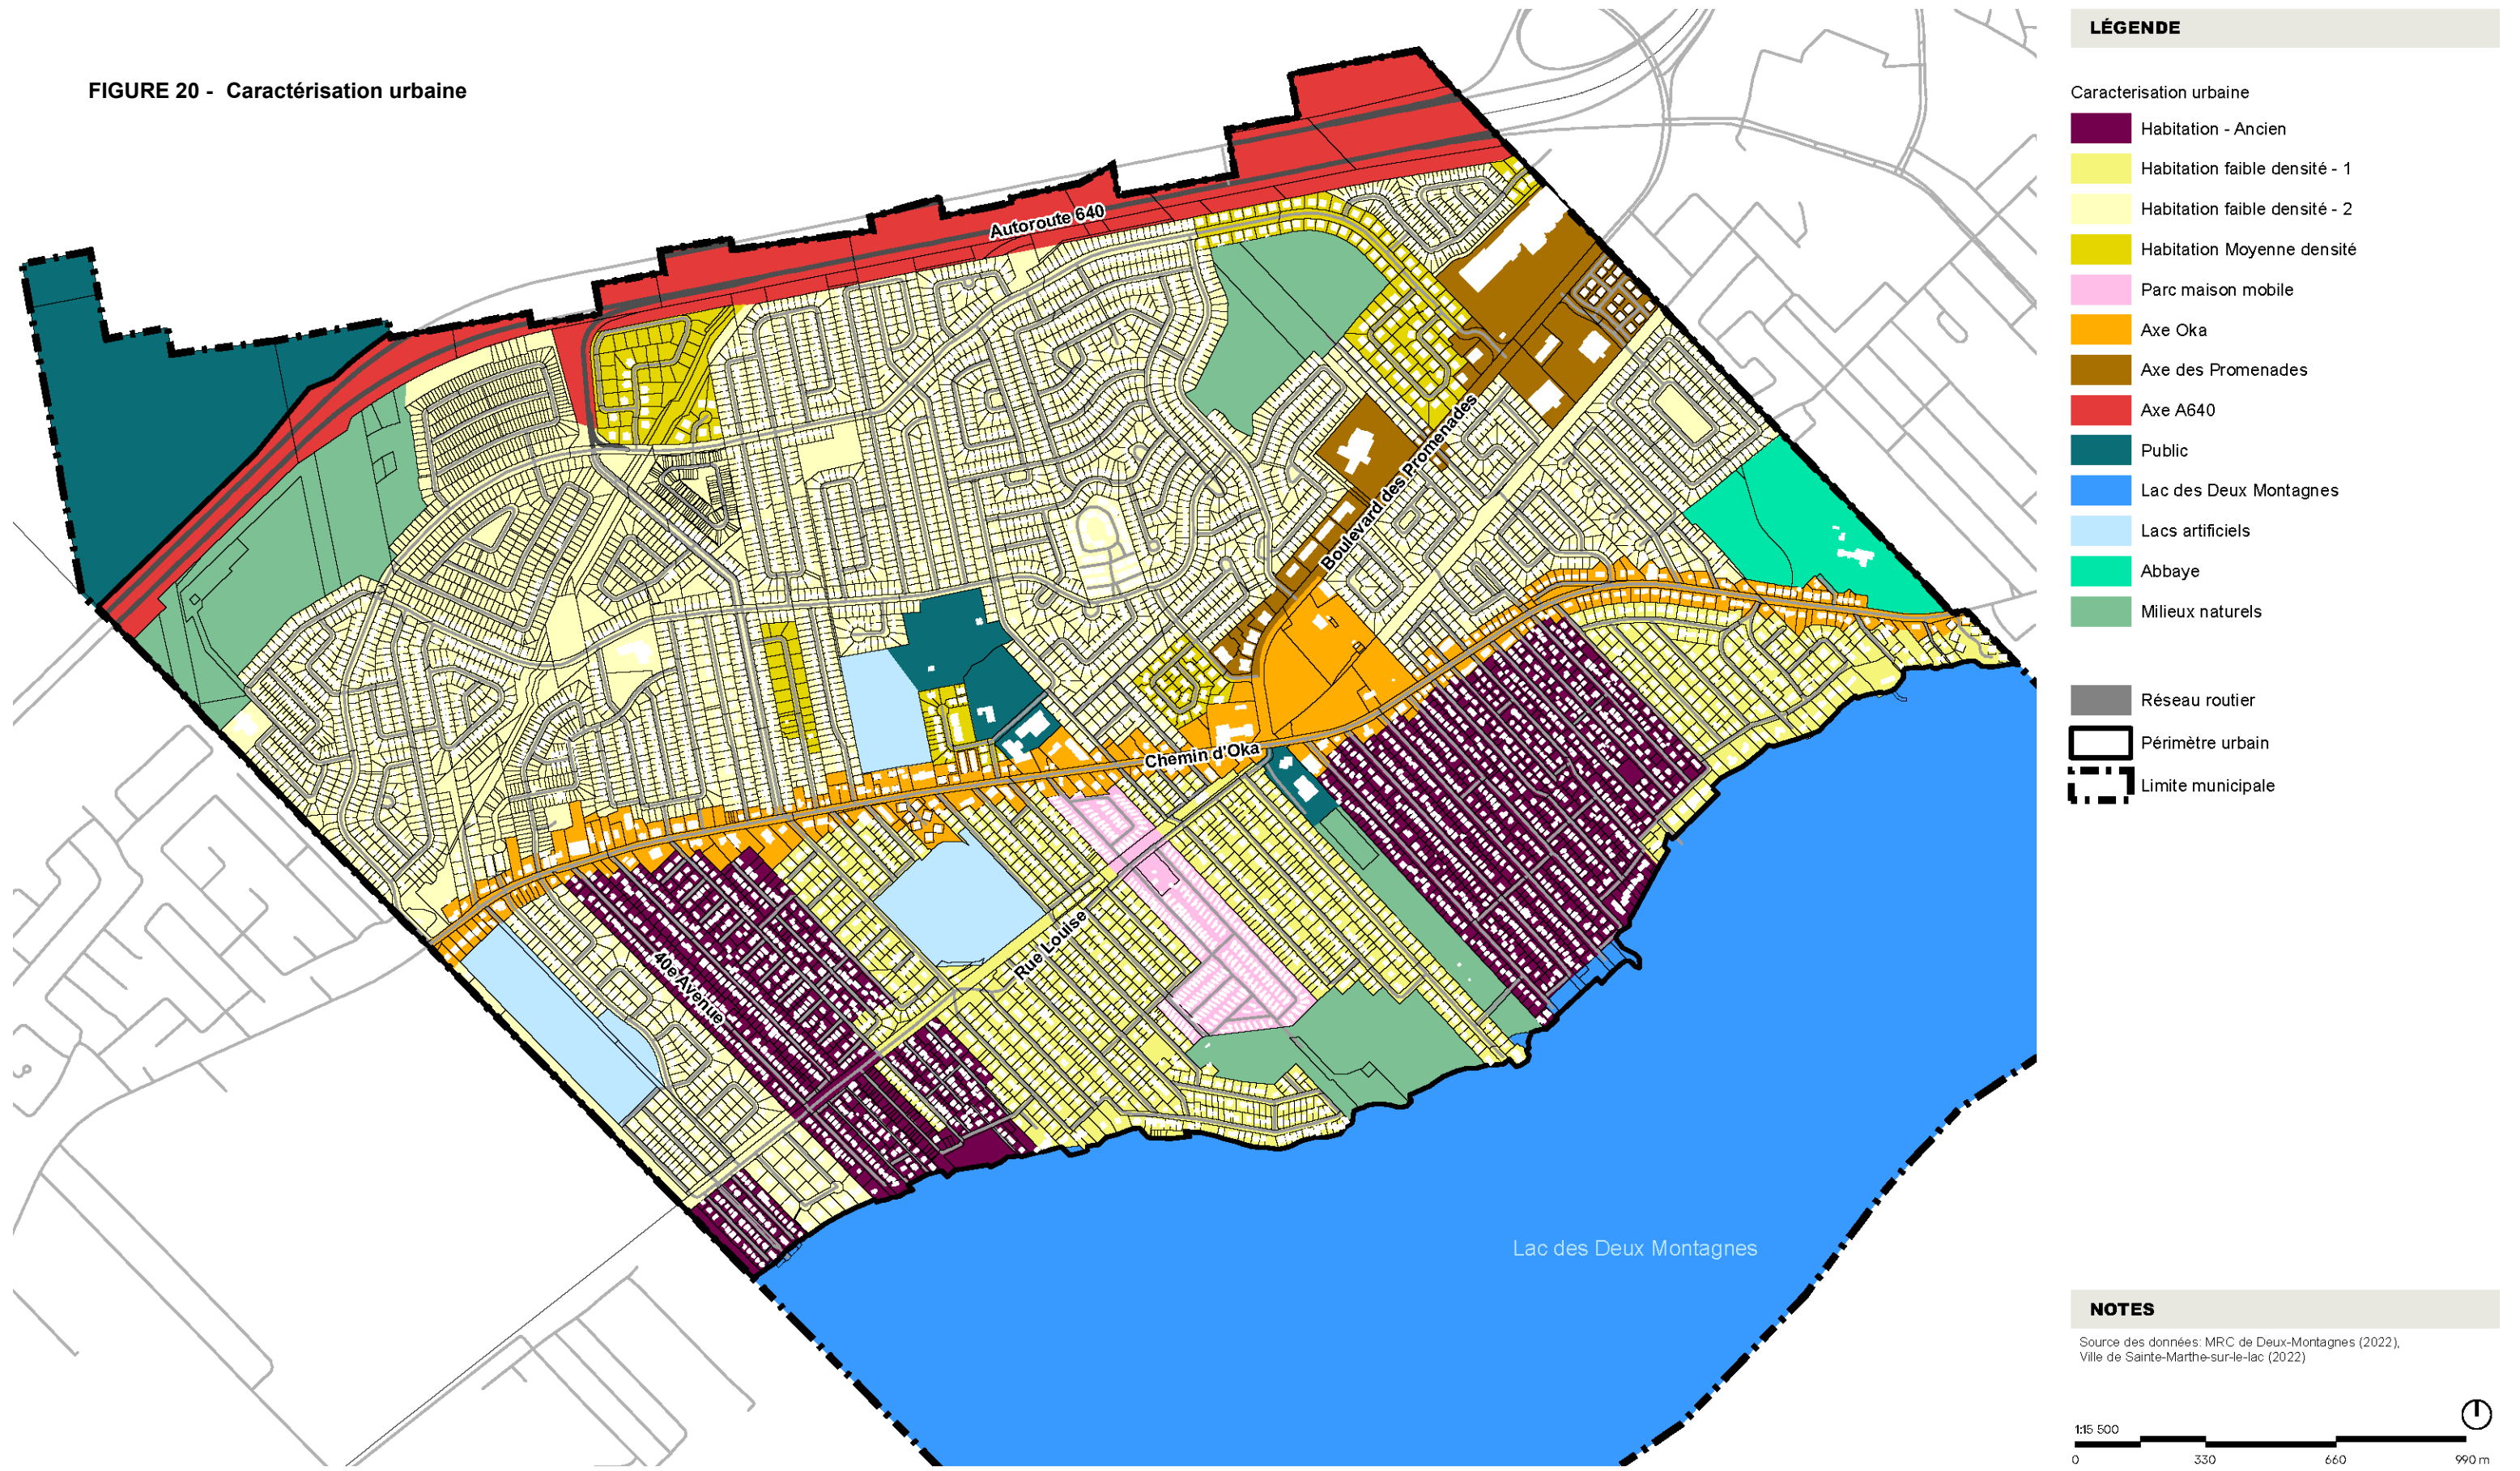 FIGURE 20 - Caractérisation urbaine
Autoroute 640
Boulevard des Promenades
Chemin d'Oka
Rue Louise
40e Avenue
Lac des Deux Montagnes
LÉGENDE
Caracterisation urbaine
Habitation - Ancien
Habitation faible densité - 1
Habitation faible densité - 2
Habitation Moyenne densité
Parc maison mobile
Axe Oka
Axe des Promenades
Axe A640
Public
Lac des Deux Montagnes
Lacs artificiels
Abbaye
Milieux naturels
Réseau routier
Périmètre urbain
Limite municipale
NOTES
Source des données: MRC de Deux-Montagnes (2022),
Ville de Sainte-Marthe-sur-le-lac (2022)
1:15 500
0 330 660 990 m